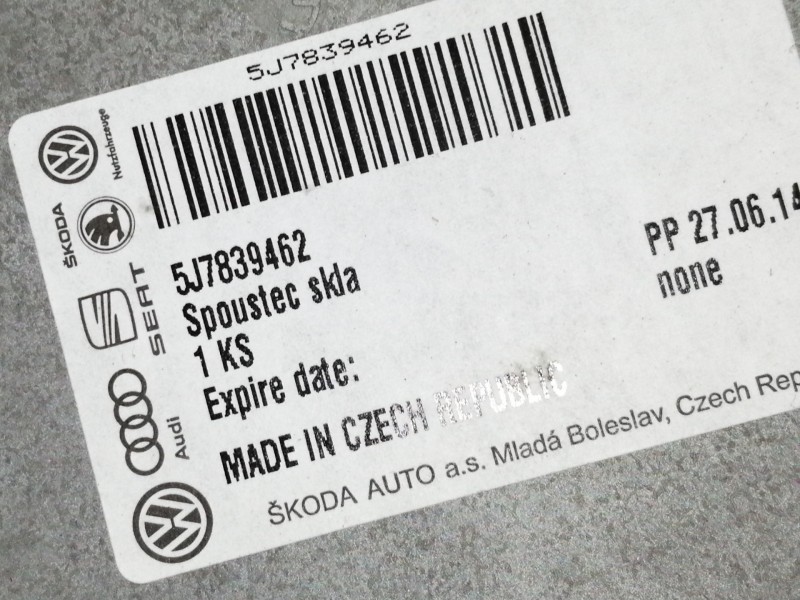 5J7839462
Nutzfahrzeuge
ŠKODA
SEAT
Audi
5J7839462
Spoustec skla
1 KS
Expire date:
PP 27.06.14
none
MADE IN CZECH REPUBLIC
ŠKODA AUTO a.s. Mladá Boleslav, Czech Rep